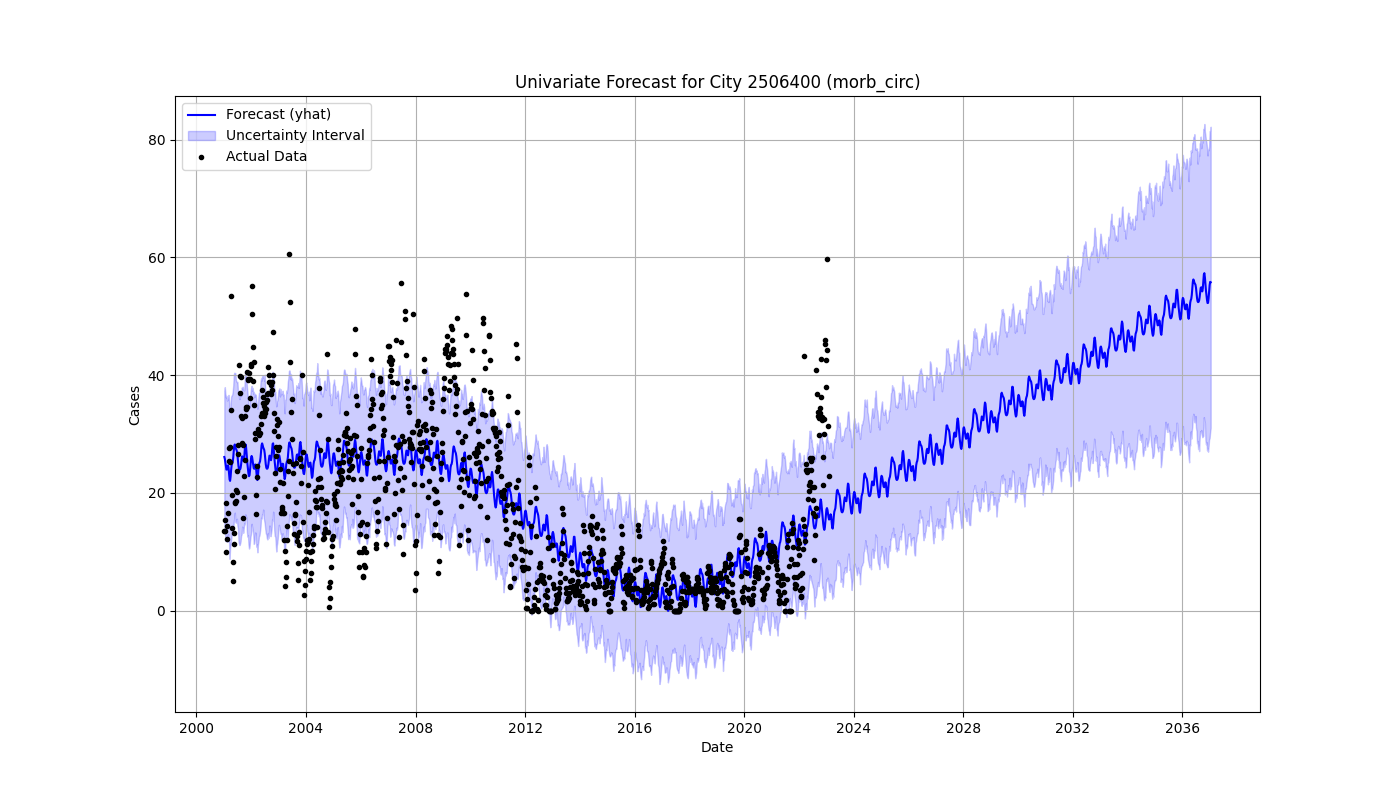 Univariate Forecast for City 2506400 (morb_circ)
Forecast (yhat)
Uncertainty Interval
Actual Data
80
60
40
20
0
Cases
2000 2004 2008 2012 2016 2020 2024 2028 2032 2036
Date